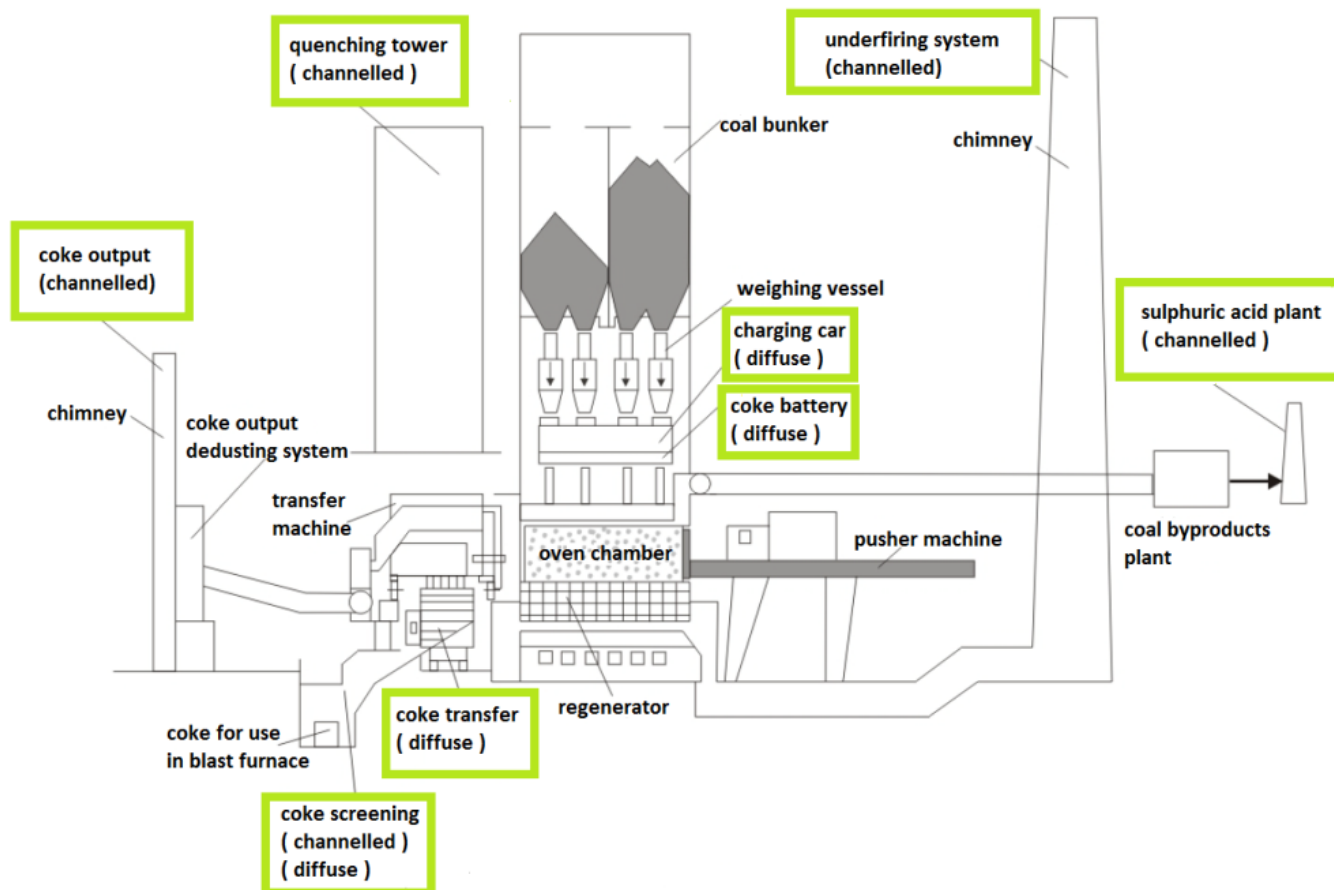 quenching tower
( channelled )
underfiring system
(channelled)
coal bunker
chimney
coke output
(channelled)
weighing vessel
charging car
( diffuse )
sulphuric acid plant
( channelled )
coke battery
( diffuse )
chimney
coke output
dedusting system
transfer
machine
oven chamber
pusher machine
coal byproducts
plant
regenerator
coke transfer
( diffuse )
coke for use
in blast furnace
coke screening
( channelled )
( diffuse )